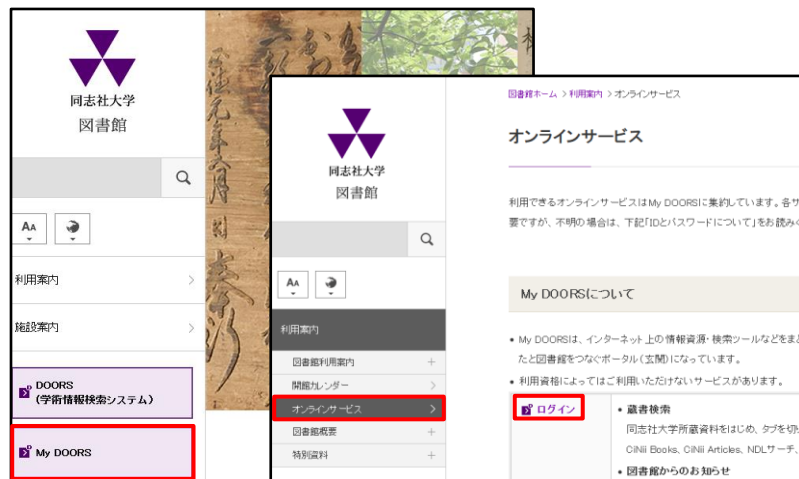 同志社大学
図書館
AA
利用案内
施設案内
DOORS
(学術情報検索システム)
My DOORS
同志社大学
図書館
AA
利用案内
図書館利用案内
開館カレンダー
オンラインサービス
図書館概要
特別資料
図書館ホーム > 利用案内 > オンラインサービス
オンラインサービス
利用できるオンラインサービスはMy DOORSに集約しています。各サ
要ですが、不明の場合は、下記「IDとパスワードについて」をお読みく
My DOORSについて
• My DOORSは、インターネット上の情報資源・検索ツールなどをまと
たと図書館をつなぐポータル(玄関)になっています。
• 利用資格によってはご利用いただけないサービスがあります。
ログイン
• 蔵書検索
同志社大学所蔵資料をはじめ、タブを切
CiNii Books、CiNii Articles、NDLサーチ、
• 図書館からのお知らせ